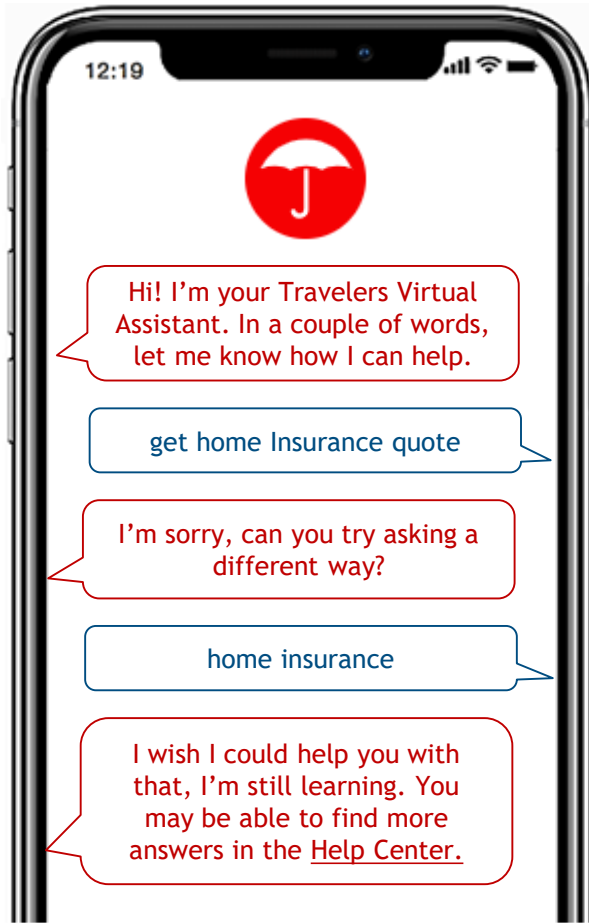 12:19
Hi! I’m your Travelers Virtual
Assistant. In a couple of words,
let me know how I can help.
get home Insurance quote
I’m sorry, can you try asking a
different way?
home insurance
I wish I could help you with
that, I’m still learning. You
may be able to find more
answers in the Help Center.